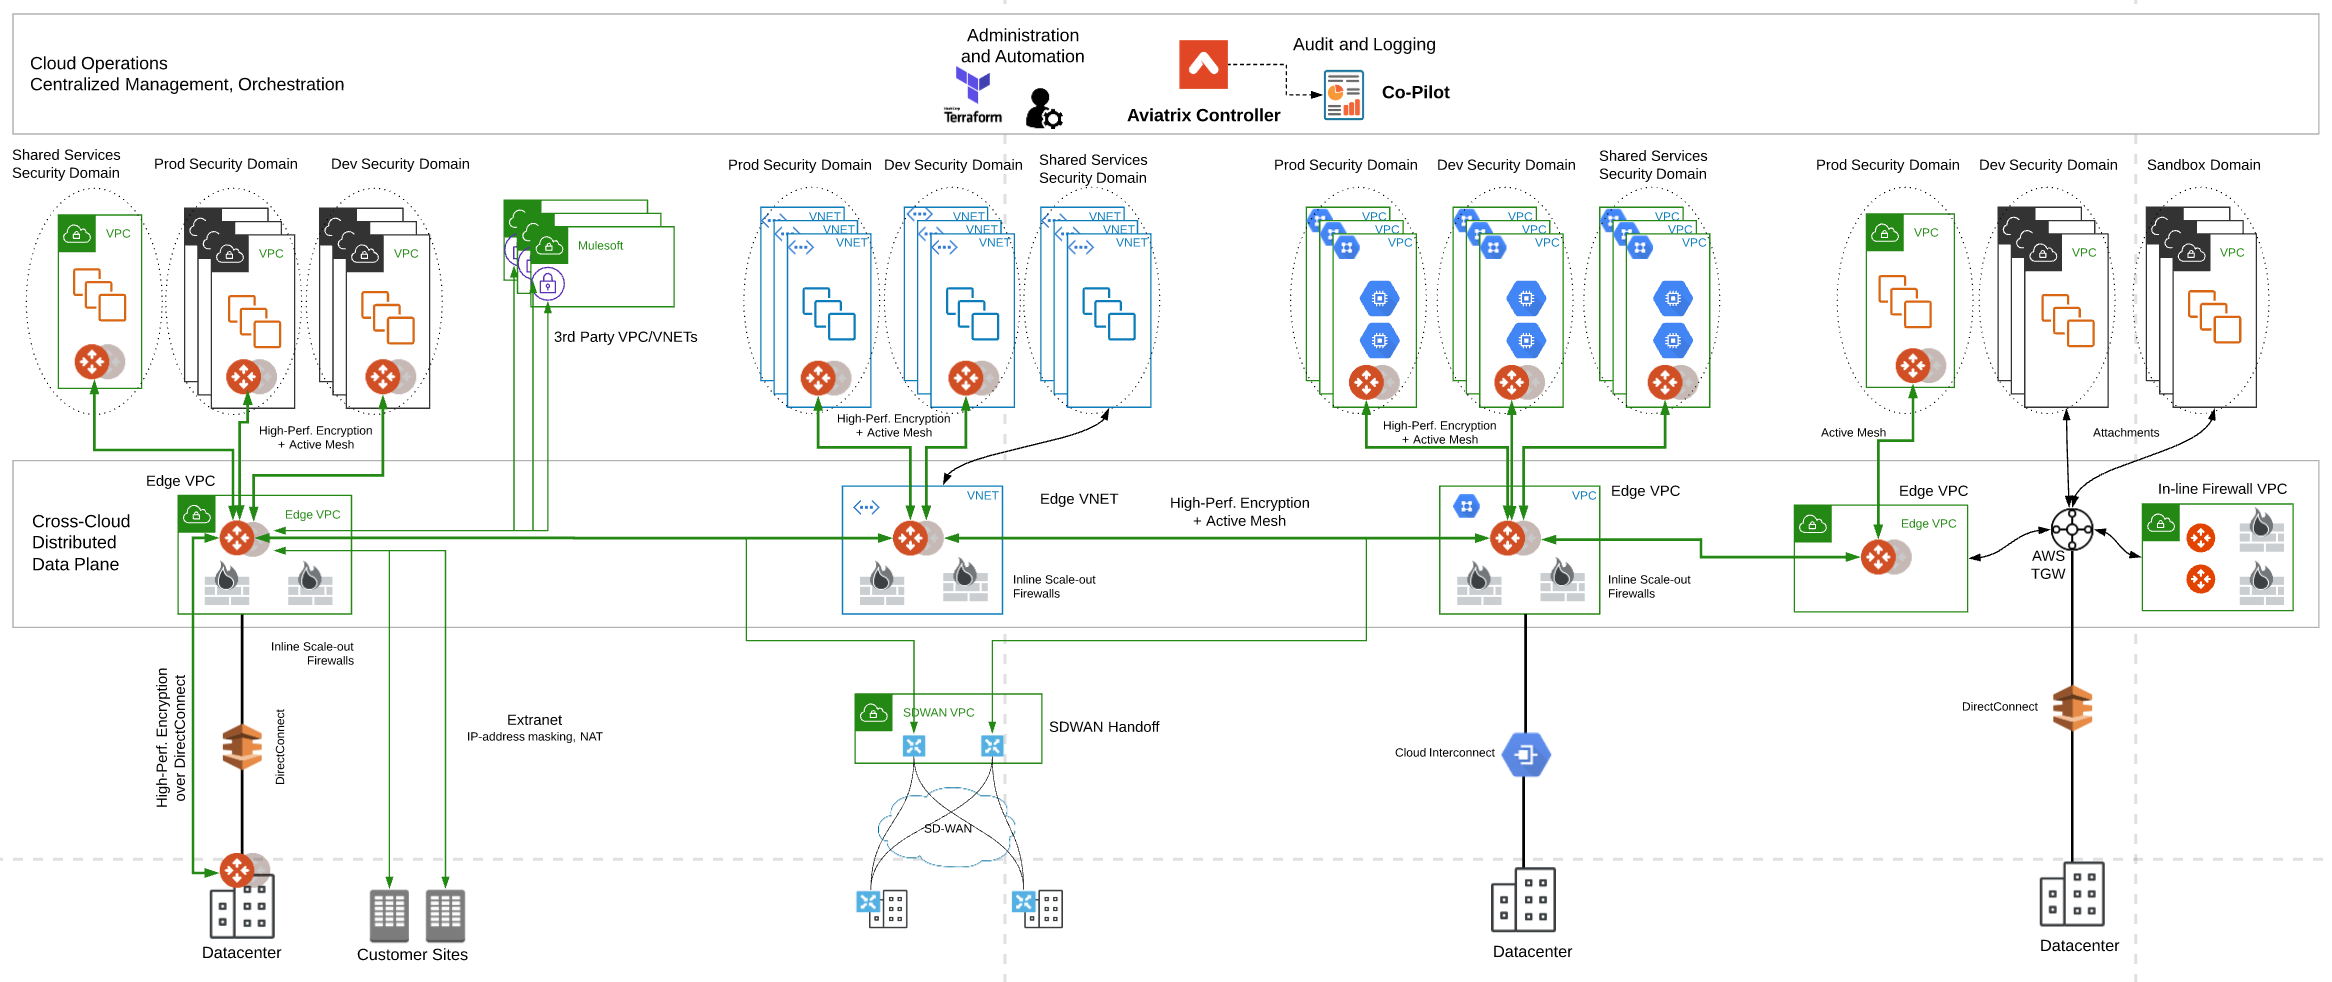 Administration
and Automation
Audit and Logging
Cloud Operations
Centralized Management, Orchestration
Terraform
Aviatrix Controller
Co-Pilot
Shared Services
Security Domain
Prod Security Domain
Dev Security Domain
Prod Security Domain
Dev Security Domain
Shared Services
Security Domain
Prod Security Domain
Dev Security Domain
Shared Services
Security Domain
Prod Security Domain
Dev Security Domain
Sandbox Domain
VPC
VPC
VPC
Mulesoft
3rd Party VPC/VNETs
VNET
VNET
VNET
VNET
VNET
VNET
VNET
VNET
VNET
VPC
VPC
VPC
VPC
VPC
VPC
VPC
VPC
VPC
VPC
VPC
VPC
High-Perf. Encryption
+ Active Mesh
High-Perf. Encryption
+ Active Mesh
High-Perf. Encryption
+ Active Mesh
Active Mesh
Attachments
Cross-Cloud
Distributed
Data Plane
Edge VPC
Edge VPC
VNET
Edge VNET
High-Perf. Encryption
+ Active Mesh
VPC
Edge VPC
Edge VPC
Edge VPC
In-line Firewall VPC
AWS
TGW
Inline Scale-out
Firewalls
Inline Scale-out
Firewalls
Inline Scale-out
Firewalls
High-Perf. Encryption
over DirectConnect
DirectConnect
Extranet
IP-address masking, NAT
SDWAN VPC
SDWAN Handoff
SD-WAN
Cloud Interconnect
DirectConnect
Datacenter
Customer Sites
Datacenter
Datacenter